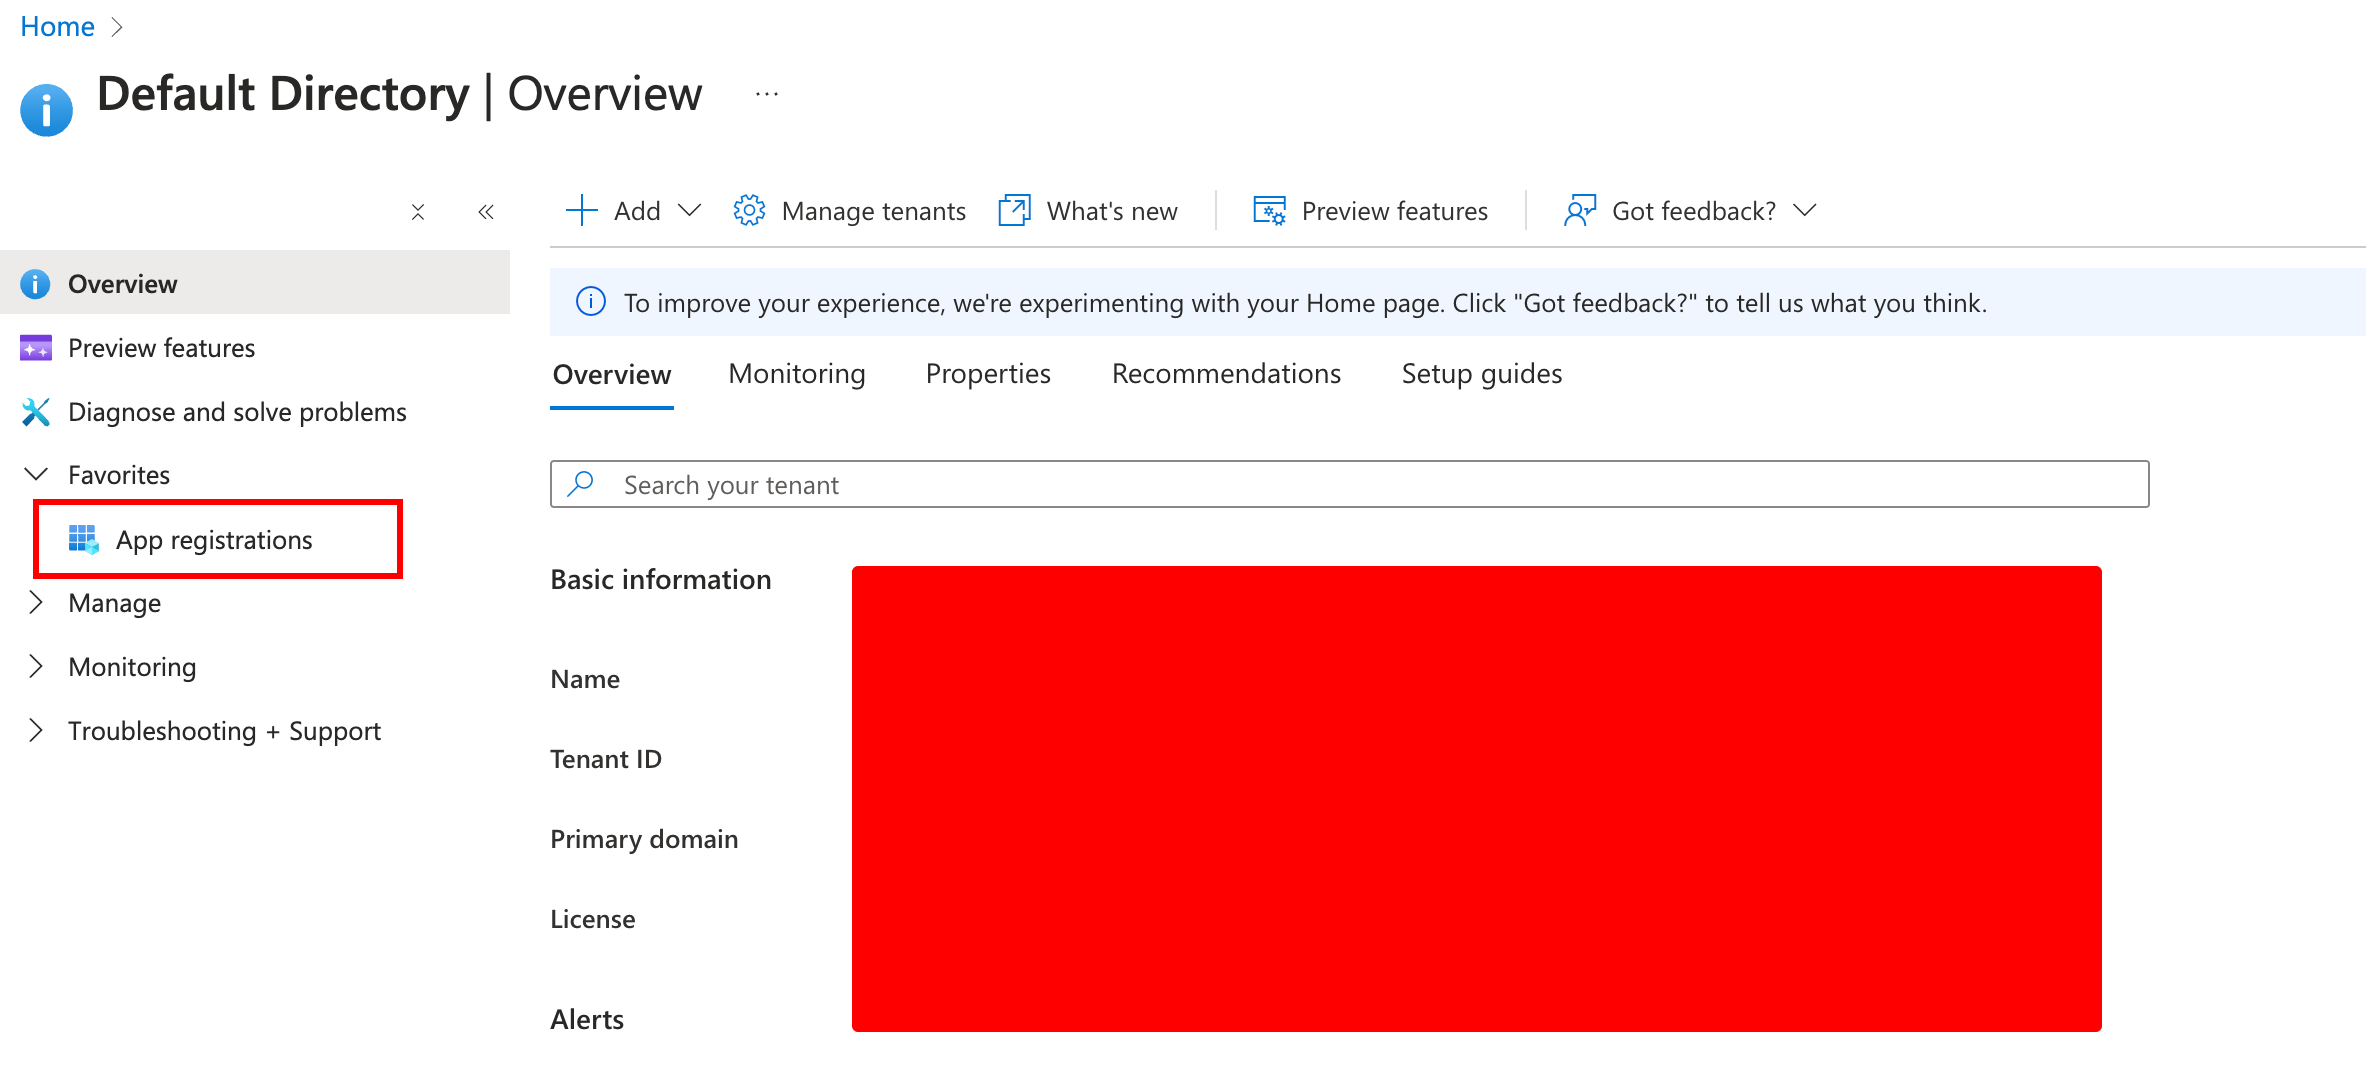 Home
Default Directory | Overview
Add
Manage tenants
What's new
Preview features
Got feedback?
Overview
Preview features
Diagnose and solve problems
Favorites
App registrations
Manage
Monitoring
Troubleshooting + Support
To improve your experience, we're experimenting with your Home page. Click "Got feedback?" to tell us what you think.
Overview
Monitoring
Properties
Recommendations
Setup guides
Search your tenant
Basic information
Name
Tenant ID
Primary domain
License
Alerts